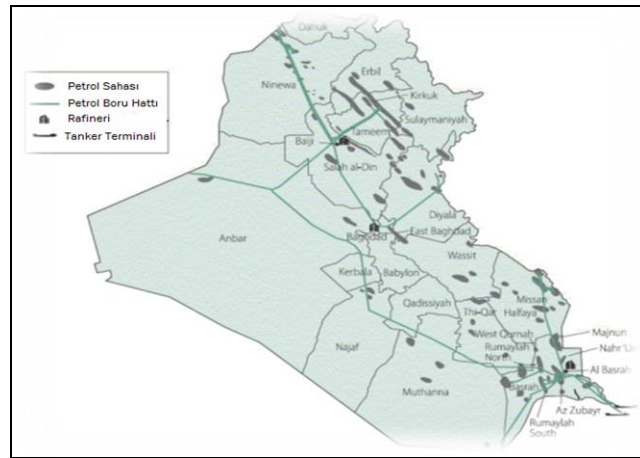 Dahuk
Ninewa
Erbil
Kirkuk
Sulaymaniyah
Tameem
Baiji
Salah al-Din
Petrol Sahası
Petrol Boru Hattı
Rafineri
Tanker Terminali
Diyala
East Baghdad
Baghdad
Anbar
Wassit
Kerbala
Babylon
Qadissiyah
Missan
Thi-Qar
Halfaya
Majnun
West Qurnah
Rumaylah
North
Najaf
Al Basrah
Basrah
Muthanna
Az Zubayr
Rumaylah
South